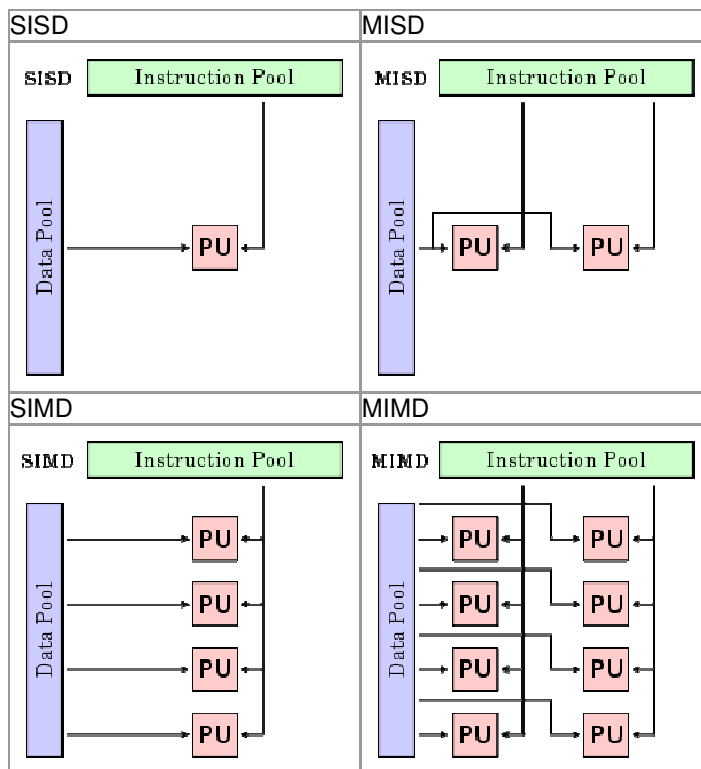 SISD
SISD Instruction Pool
Data Pool
PU
MISD
MISD Instruction Pool
Data Pool
PU PU
SIMD
SIMD Instruction Pool
Data Pool
PU
PU
PU
PU
MIMD
MIMD Instruction Pool
Data Pool
PU PU
PU PU
PU PU
PU PU